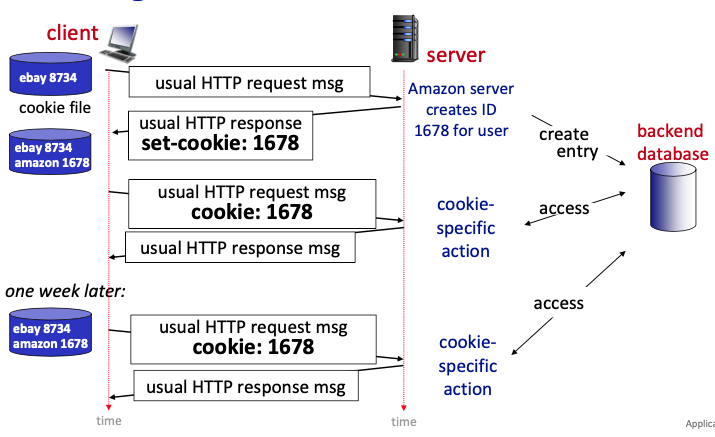 client
server
ebay 8734
usual HTTP request msg
cookie file
Amazon server
creates ID
1678 for user
usual HTTP response
set-cookie: 1678
create
entry
backend
database
ebay 8734
amazon 1678
usual HTTP request msg
cookie: 1678
cookie-
specific
action
access
usual HTTP response msg
one week later:
access
ebay 8734
amazon 1678
usual HTTP request msg
cookie: 1678
cookie-
specific
action
usual HTTP response msg
time
time